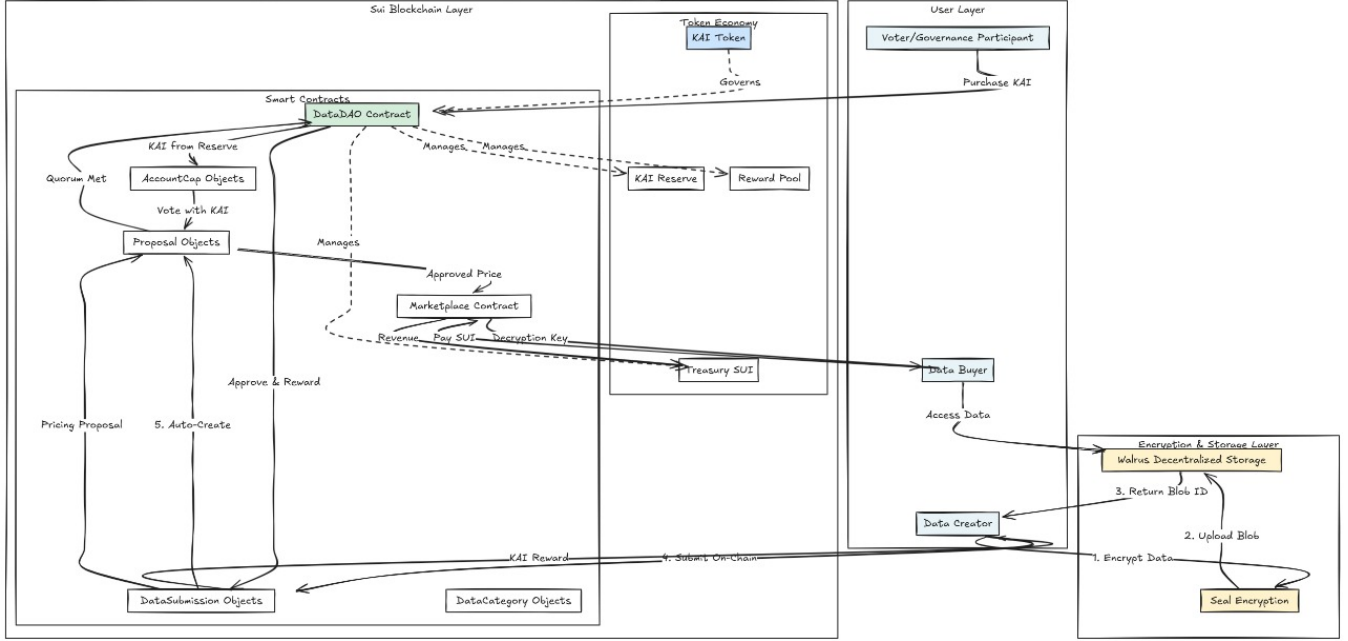 Sui Blockchain Layer
User Layer
Token Economy
KAI Token
Voter/Governance Participant
Governs
Purchase KAI
Smart Contracts
DataDAO Contract
KAI from Reserve
Manages
Manages
Quorum Met
AccountCap Objects
KAI Reserve
Reward Pool
Vote with KAI
Proposal Objects
Manages
Approved Price
Marketplace Contract
Revenue
Pay SUI
Decryption Key
Treasury SUI
Data Buyer
Approve & Reward
Access Data
Pricing Proposal
5. Auto-Create
Encryption & Storage Layer
Walrus Decentralized Storage
3. Return Blob ID
Data Creator
2. Upload Blob
KAI Reward
4. Submit On-Chain
1. Encrypt Data
DataSubmission Objects
DataCategory Objects
Seal Encryption